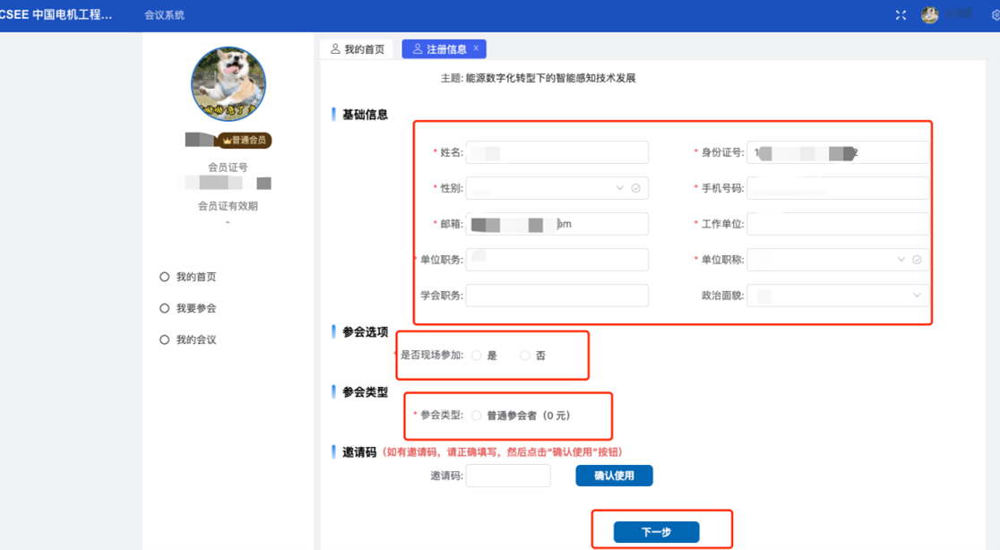 CSEE 中国电机工程... 会议系统
我的首页 注册信息 ×
主题: 能源数字化转型下的智能感知技术发展
普通会员
会员证号
会员证有效期
-
我的首页
我要参会
我的会议
基础信息
* 姓名: * 身份证号: 1 2
* 性别: * 手机号码:
* 邮箱: om * 工作单位:
* 单位职务: * 单位职称:
学会职务: 政治面貌:
参会选项
* 是否现场参加: 是 否
参会类型
* 参会类型: 普通参会者（0 元）
邀请码（如有邀请码，请正确填写，然后点击“确认使用”按钮）
邀请码: 确认使用
下一步